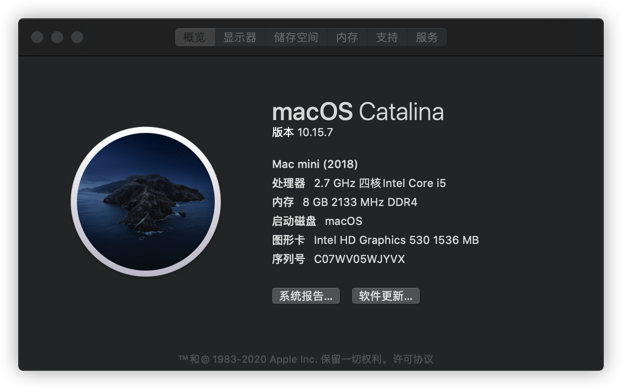 概览 显示器 储存空间 内存 支持 服务
macOS Catalina
版本 10.15.7
Mac mini (2018)
处理器 2.7 GHz 四核Intel Core i5
内存 8 GB 2133 MHz DDR4
启动磁盘 macOS
图形卡 Intel HD Graphics 530 1536 MB
序列号 C07WV05WJYVX
系统报告... 软件更新...
™和© 1983-2020 Apple Inc. 保留一切权利。许可协议